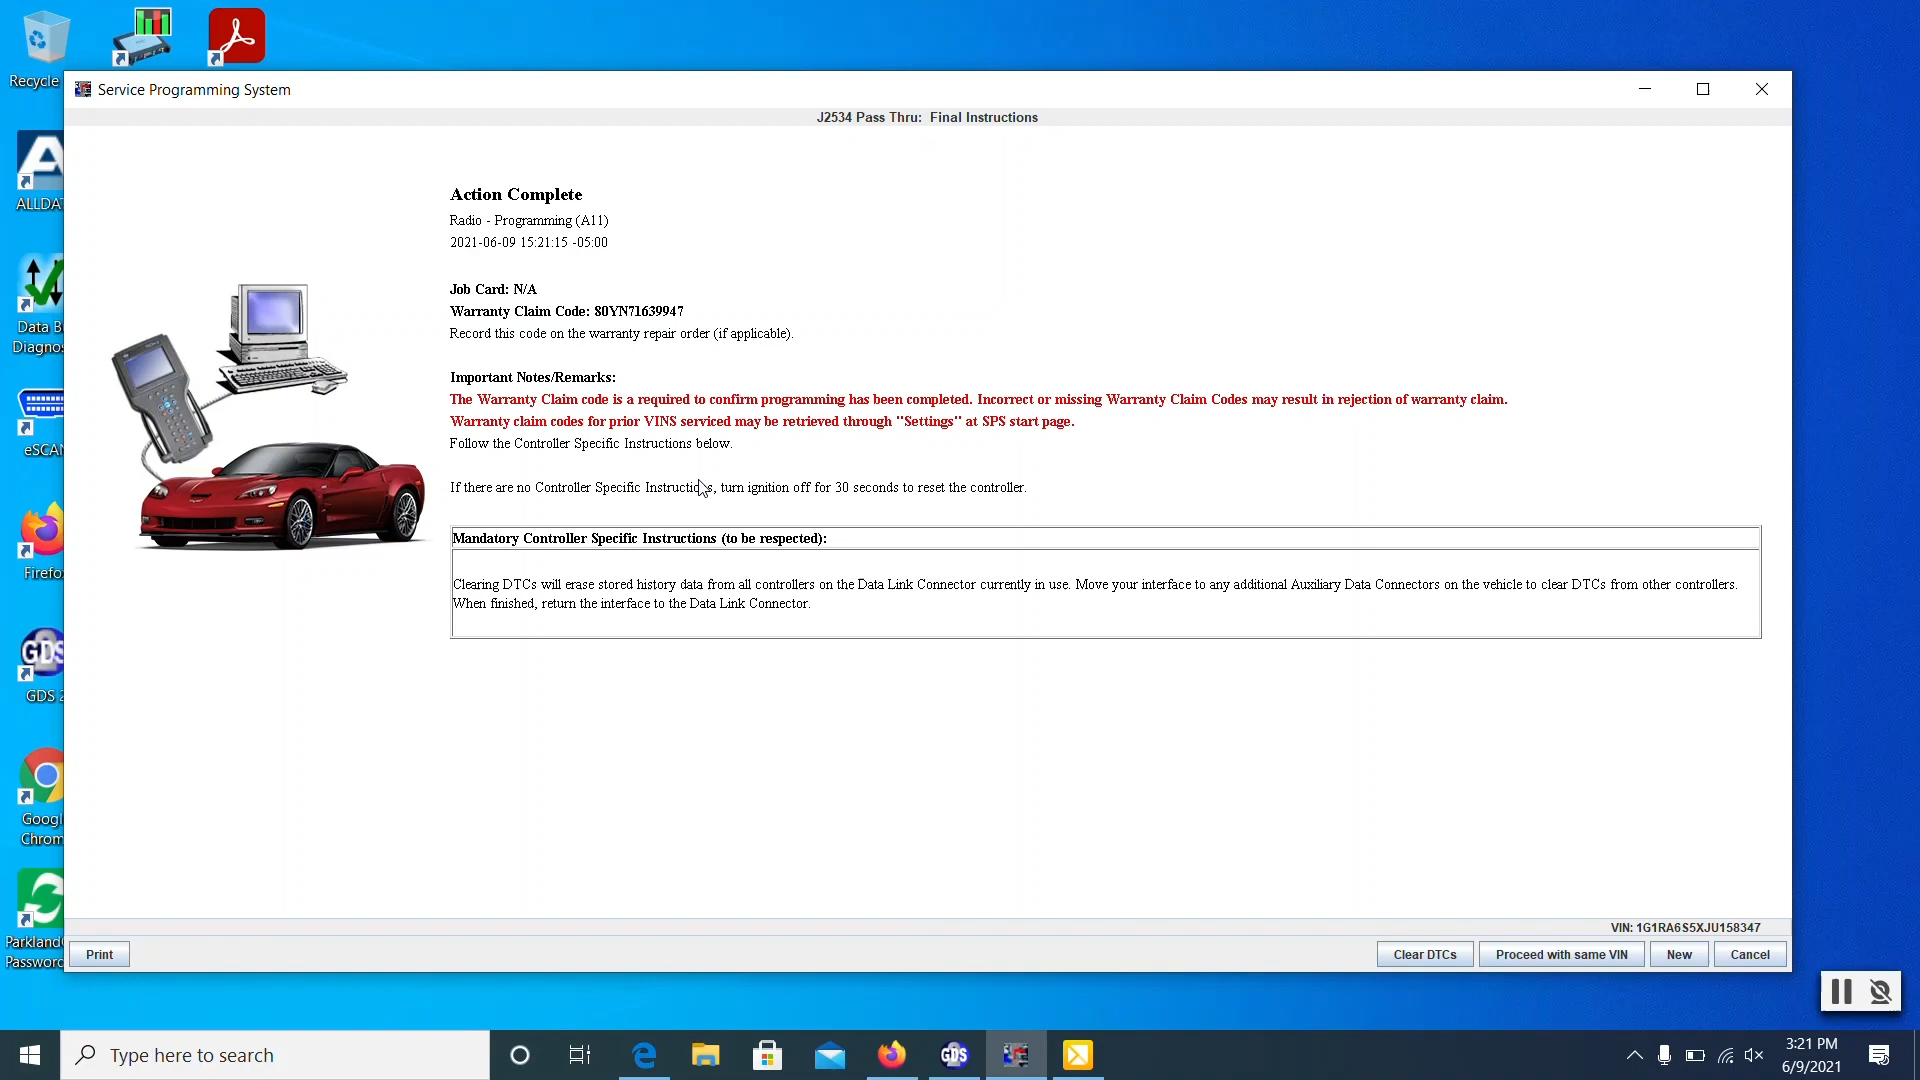 Recycle
Service Programming System
J2534 Pass Thru: Final Instructions
Action Complete
Radio - Programming (A11)
2021-06-09 15:21:15 -05:00
Job Card: N/A
Warranty Claim Code: 80YN71639947
Record this code on the warranty repair order (if applicable).
Important Notes/Remarks:
The Warranty Claim code is a required to confirm programming has been completed. Incorrect or missing Warranty Claim Codes may result in rejection of warranty claim.
Warranty claim codes for prior VINS serviced may be retrieved through "Settings" at SPS start page.
Follow the Controller Specific Instructions below.
If there are no Controller Specific Instructions, turn ignition off for 30 seconds to reset the controller.
Mandatory Controller Specific Instructions (to be respected):
Clearing DTCs will erase stored history data from all controllers on the Data Link Connector currently in use. Move your interface to any additional Auxiliary Data Connectors on the vehicle to clear DTCs from other controllers.
When finished, return the interface to the Data Link Connector.
ALLDA
Data B
Diagnos
eSCAN
Firefo
GDS
GDS 2
Googl
Chrom
Parkland
Password
VIN: 1G1RA6S5XJU158347
Print
Clear DTCs
Proceed with same VIN
New
Cancel
Type here to search
GDS
3:21 PM
6/9/2021